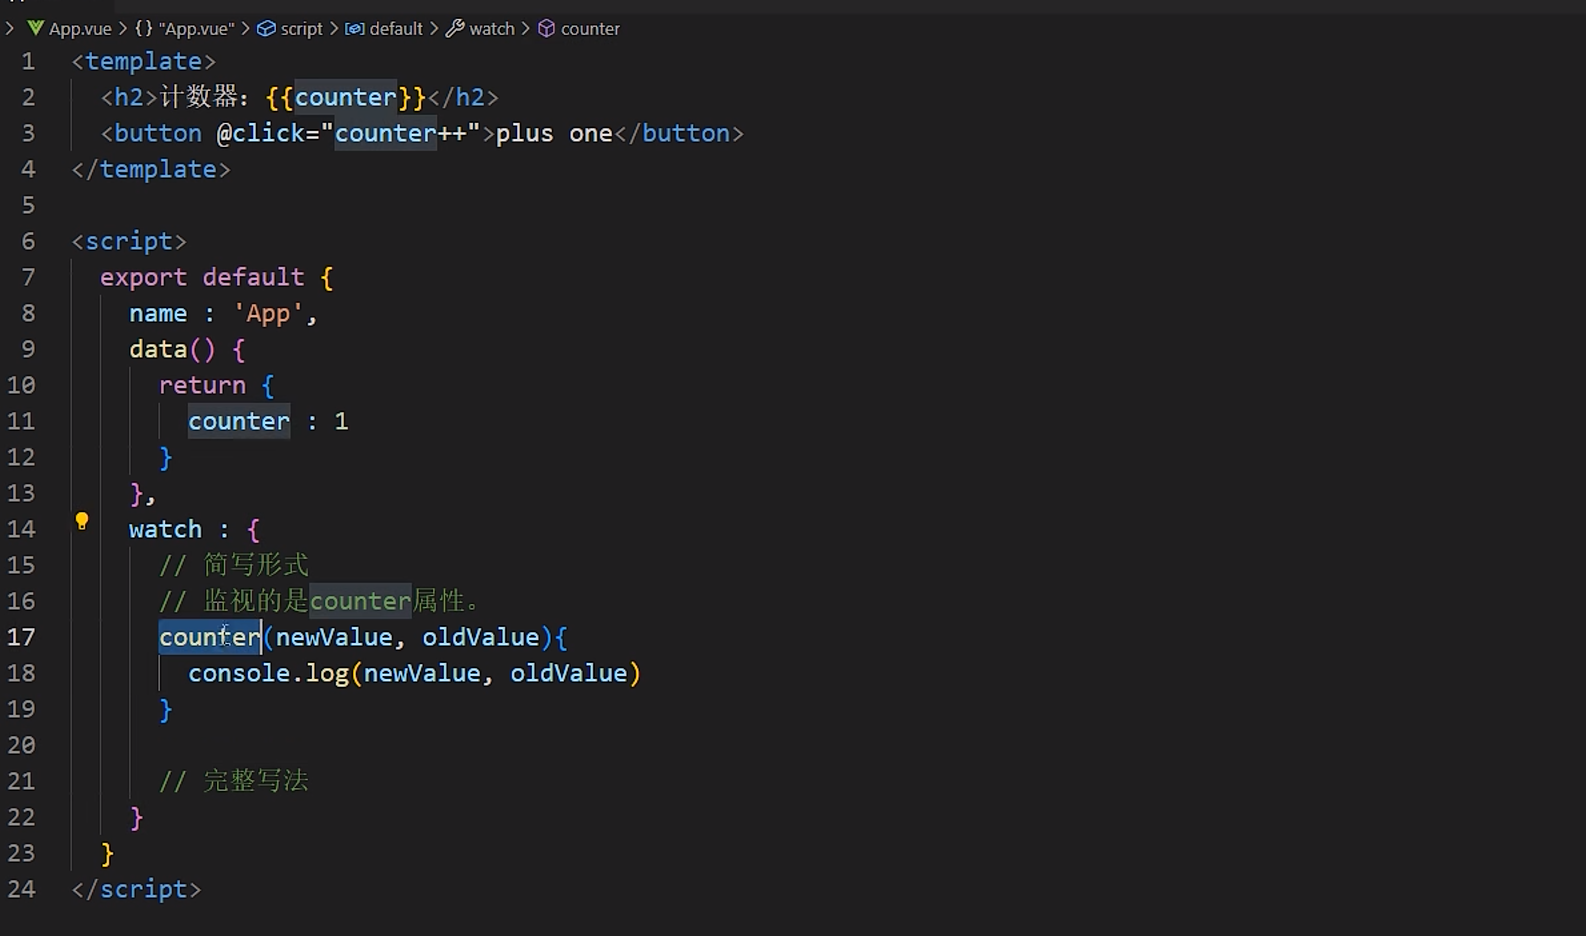 App.vue > {} "App.vue" > script > default > watch > counter
1 <template>
2 <h2>计数器：{{counter}}</h2>
3 <button @click="counter++">plus one</button>
4 </template>
5
6 <script>
7 export default {
8 name : 'App',
9 data() {
10 return {
11 counter : 1
12 }
13 },
14 watch : {
15 // 简写形式
16 // 监视的是counter属性。
17 counter(newValue, oldValue){
18 console.log(newValue, oldValue)
19 }
20
21 // 完整写法
22 }
23 }
24 </script>